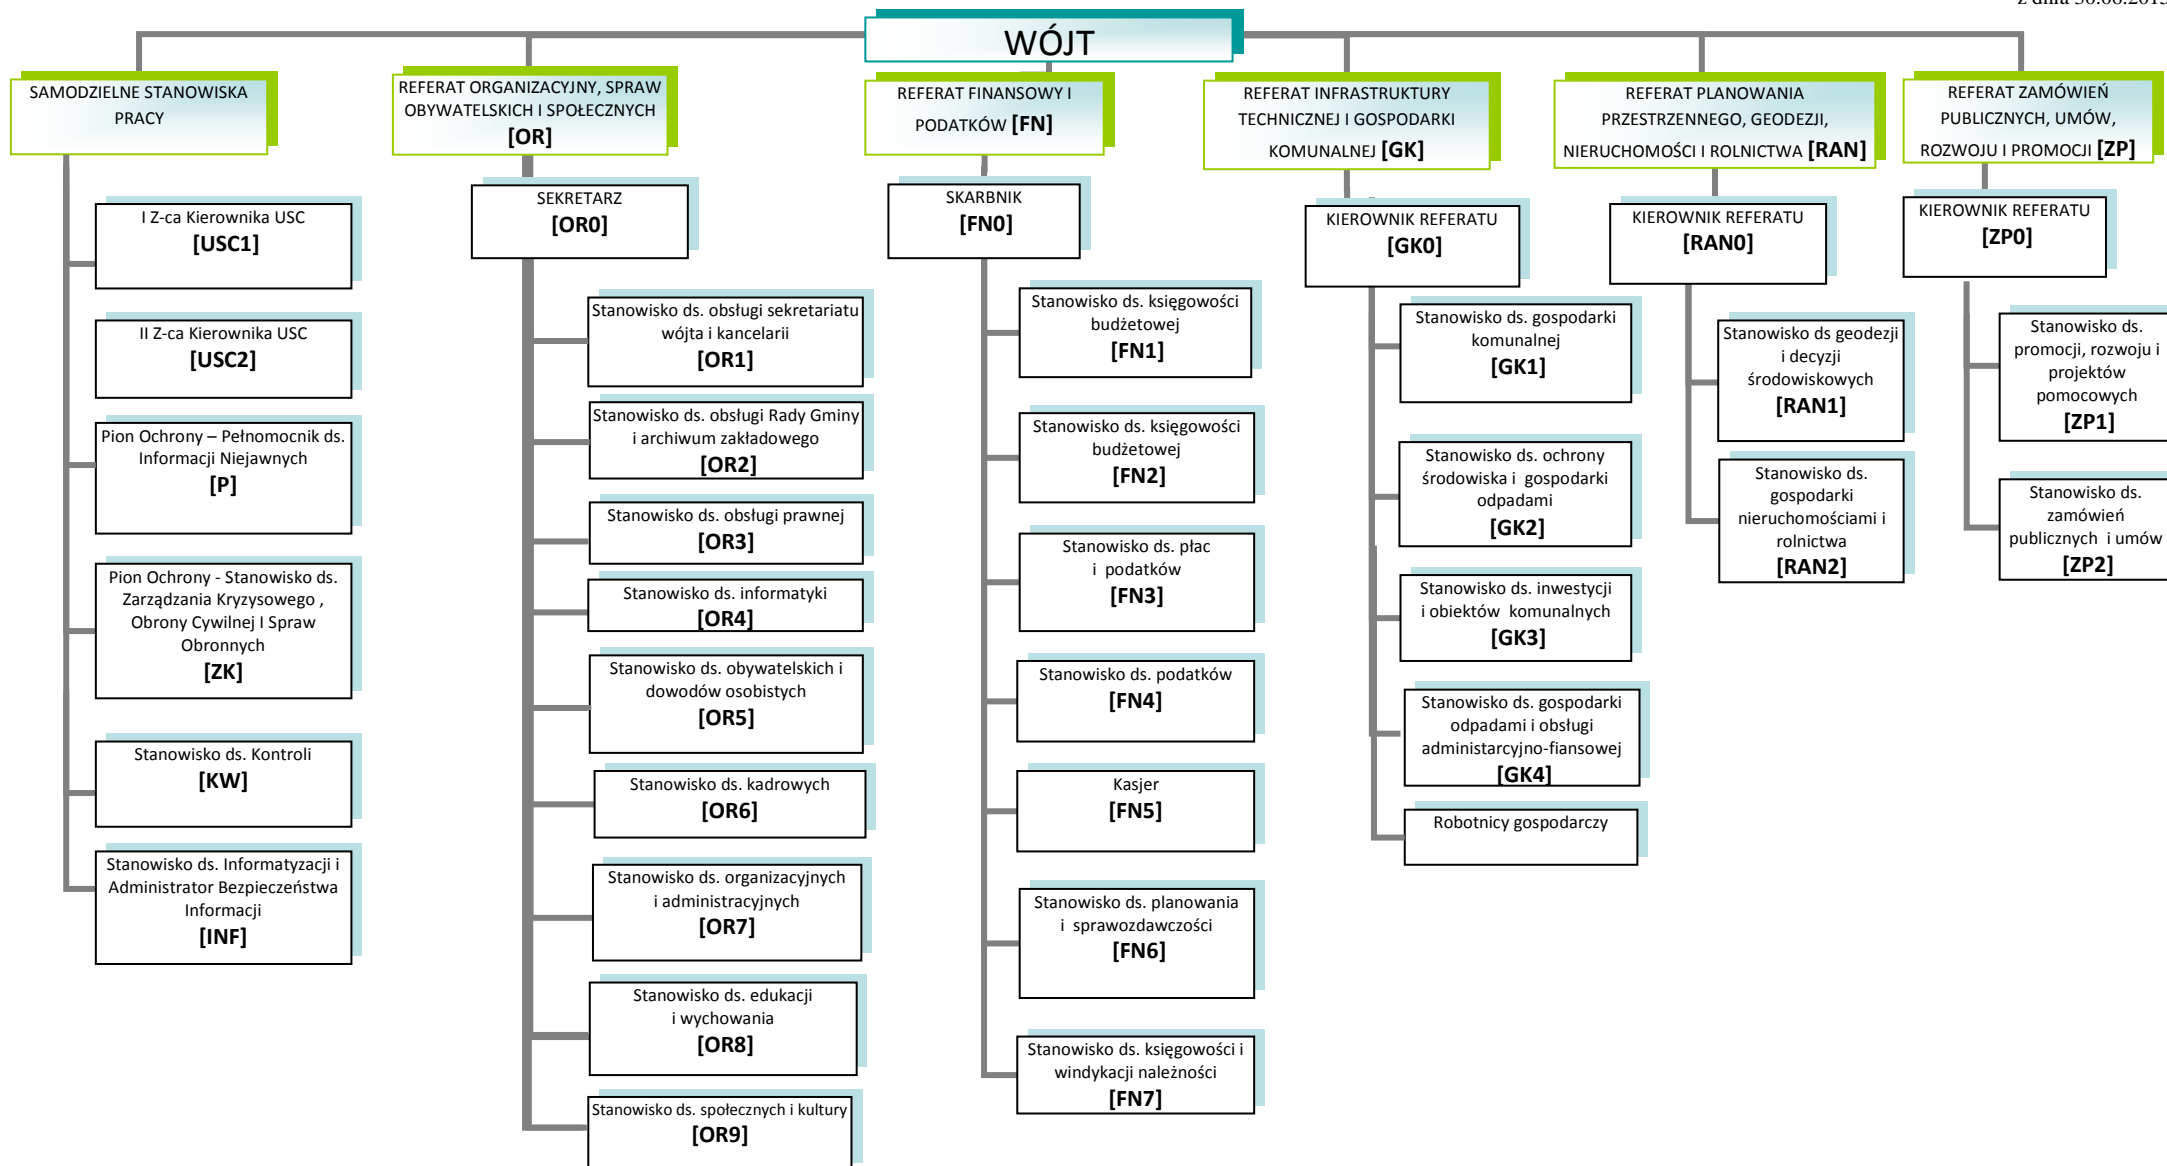 z dnia 30.06.2015
WÓJT
SAMODZIELNE STANOWISKA
PRACY
I Z-ca Kierownika USC
[USC1]
II Z-ca Kierownika USC
[USC2]
Pion Ochrony – Pełnomocnik ds.
Informacji Niejawnych
[P]
Pion Ochrony - Stanowisko ds.
Zarządzania Kryzysowego ,
Obrony Cywilnej I Spraw
Obronnych
[ZK]
Stanowisko ds. Kontroli
[KW]
Stanowisko ds. Informatyzacji i
Administrator Bezpieczeństwa
Informacji
[INF]
REFERAT ORGANIZACYJNY, SPRAW
OBYWATELSKICH I SPOŁECZNYCH
[OR]
SEKRETARZ
[OR0]
Stanowisko ds. obsługi sekretariatu
wójta i kancelarii
[OR1]
Stanowisko ds. obsługi Rady Gminy
i archiwum zakładowego
[OR2]
Stanowisko ds. obsługi prawnej
[OR3]
Stanowisko ds. informatyki
[OR4]
Stanowisko ds. obywatelskich i
dowodów osobistych
[OR5]
Stanowisko ds. kadrowych
[OR6]
Stanowisko ds. organizacyjnych
i administracyjnych
[OR7]
Stanowisko ds. edukacji
i wychowania
[OR8]
Stanowisko ds. społecznych i kultury
[OR9]
REFERAT FINANSOWY I
PODATKÓW [FN]
SKARBNIK
[FN0]
Stanowisko ds. księgowości
budżetowej
[FN1]
Stanowisko ds. księgowości
budżetowej
[FN2]
Stanowisko ds. płac
i podatków
[FN3]
Stanowisko ds. podatków
[FN4]
Kasjer
[FN5]
Stanowisko ds. planowania
i sprawozdawczości
[FN6]
Stanowisko ds. księgowości i
windykacji należności
[FN7]
REFERAT INFRASTRUKTURY
TECHNICZNEJ I GOSPODARKI
KOMUNALNEJ [GK]
KIEROWNIK REFERATU
[GK0]
Stanowisko ds. gospodarki
komunalnej
[GK1]
Stanowisko ds. ochrony
środowiska i gospodarki
odpadami
[GK2]
Stanowisko ds. inwestycji
i obiektów komunalnych
[GK3]
Stanowisko ds. gospodarki
odpadami i obsługi
administarcyjno-fiansowej
[GK4]
Robotnicy gospodarczy
REFERAT PLANOWANIA
PRZESTRZENNEGO, GEODEZJI,
NIERUCHOMOŚCI I ROLNICTWA [RAN]
KIEROWNIK REFERATU
[RAN0]
Stanowisko ds geodezji
i decyzji
środowiskowych
[RAN1]
Stanowisko ds.
gospodarki
nieruchomościami i
rolnictwa
[RAN2]
REFERAT ZAMÓWIEŃ
PUBLICZNYCH, UMÓW,
ROZWOJU I PROMOCJI [ZP]
KIEROWNIK REFERATU
[ZP0]
Stanowisko ds.
promocji, rozwoju i
projektów
pomocowych
[ZP1]
Stanowisko ds.
zamówień
publicznych i umów
[ZP2]